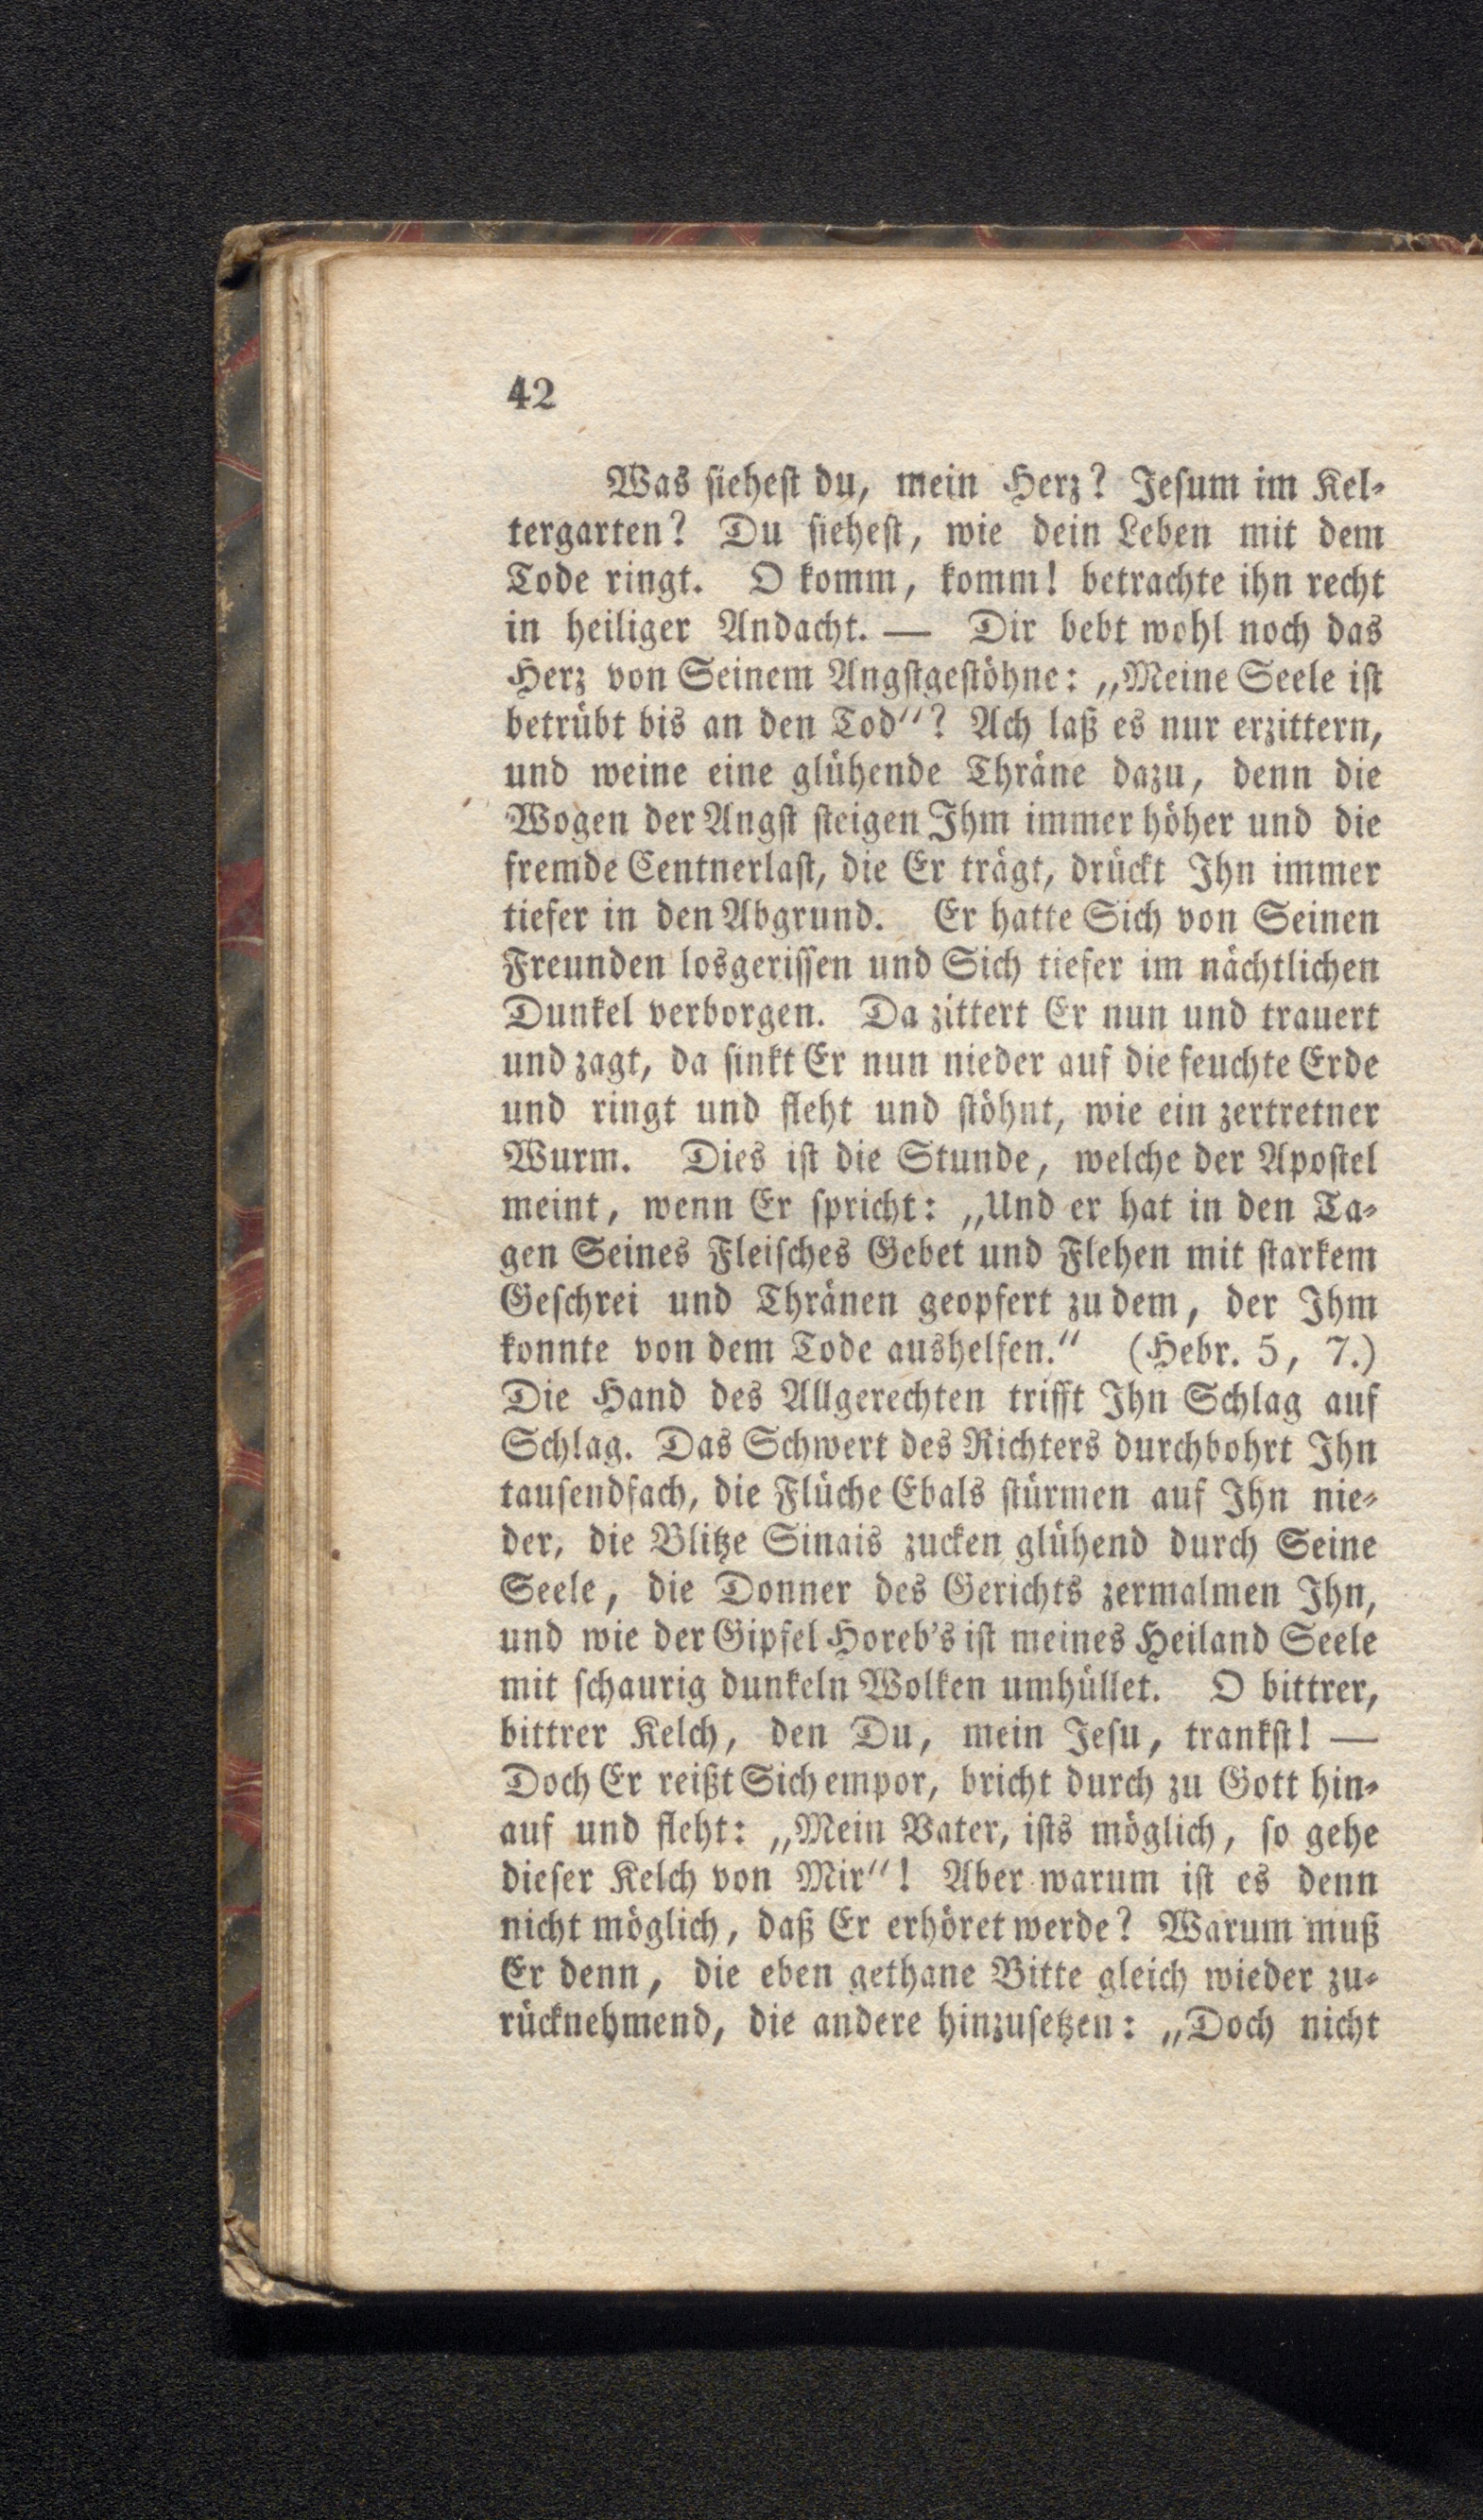 42
Was ſieheſt du, mein Herz? Jeſum im Kel-
tergarten? Du ſieheſt, wie dein Leben mit dem
Tode ringt. O komm, komm! betrachte ihn recht
in heiliger Andacht. — Dir bebt wohl noch das
Herz von Seinem Angſtgeſtöhne: „Meine Seele iſt
betrübt bis an den Tod“? Ach laß es nur erzittern,
und weine eine glühende Thräne dazu, denn die
Wogen der Angſt ſteigen Ihm immer höher und die
fremde Centnerlaſt, die Er trägt, drückt Ihn immer
tiefer in den Abgrund. Er hatte Sich von Seinen
Freunden losgeriſſen und Sich tiefer im nächtlichen
Dunkel verborgen. Da zittert Er nun und trauert
und zagt, da ſinkt Er nun nieder auf die feuchte Erde
und ringt und fleht und ſtöhnt, wie ein zertretner
Wurm. Dies iſt die Stunde, welche der Apoſtel
meint, wenn Er ſpricht: „Und er hat in den Ta-
gen Seines Fleiſches Gebet und Flehen mit ſtarkem
Geſchrei und Thränen geopfert zu dem, der Ihm
konnte von dem Tode aushelfen.“ (Hebr. 5, 7.)
Die Hand des Allgerechten trifft Ihn Schlag auf
Schlag. Das Schwert des Richters durchbohrt Ihn
tauſendfach, die Flüche Ebals ſtürmen auf Ihn nie-
der, die Blitze Sinais zucken glühend durch Seine
Seele, die Donner des Gerichts zermalmen Ihn,
und wie der Gipfel Horeb's iſt meines Heiland Seele
mit ſchaurig dunkeln Wolken umhüllet. O bittrer,
bittrer Kelch, den Du, mein Jeſu, trankſt! —
Doch Er reißt Sich empor, bricht durch zu Gott hin-
auf und fleht: „Mein Vater, iſts möglich, ſo gehe
dieſer Kelch von Mir“! Aber warum iſt es denn
nicht möglich, daß Er erhöret werde? Warum muß
Er denn, die eben gethane Bitte gleich wieder zu-
rücknehmend, die andere hinzuſetzen: „Doch nicht